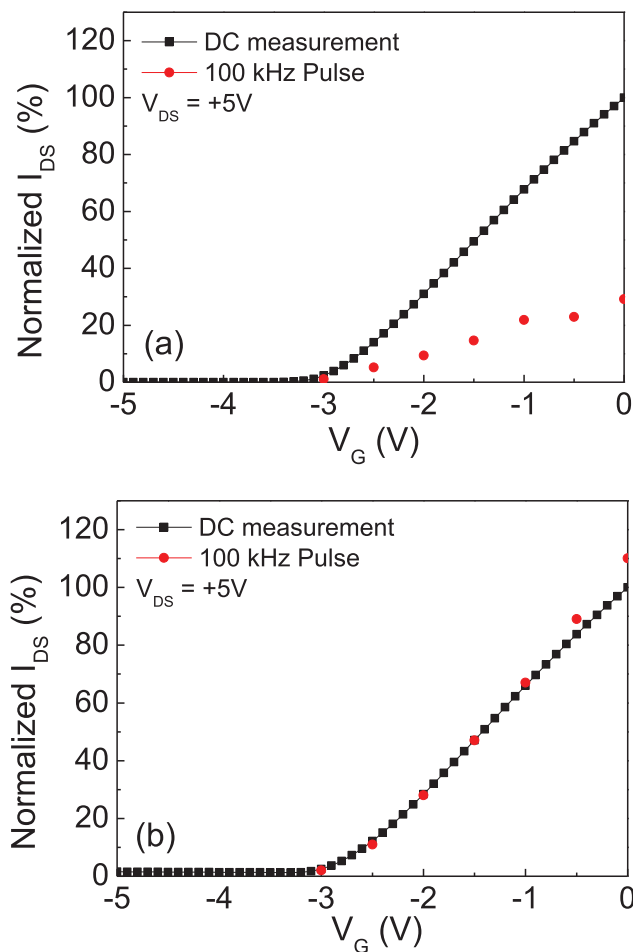 120
100
80
60
40
20
0
Normalized I_DS (%)
DC measurement
100 kHz Pulse
V_DS = +5V
(a)
-5 -4 -3 -2 -1 0
V_G (V)
120
100
80
60
40
20
0
Normalized I_DS (%)
DC measurement
100 kHz Pulse
V_DS = +5V
(b)
-5 -4 -3 -2 -1 0
V_G (V)